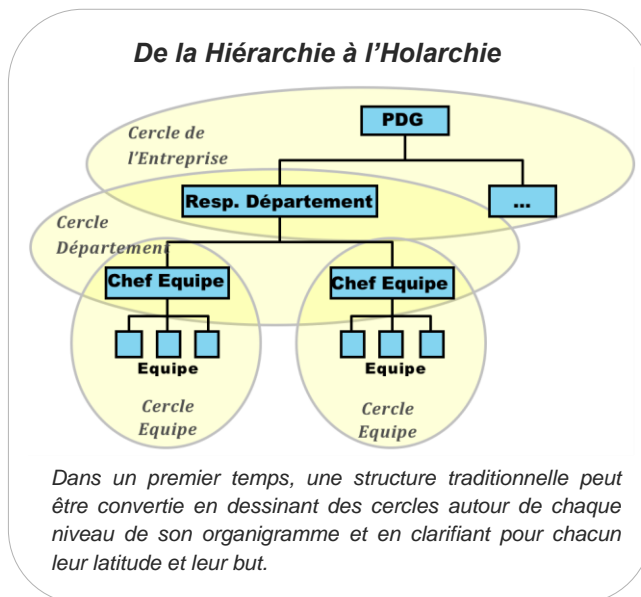 De la Hiérarchie à l'Holarchie
PDG
Cercle de
l'Entreprise
Resp. Département
...
Cercle
Département
Chef Equipe
Chef Equipe
Equipe
Equipe
Cercle
Equipe
Cercle
Equipe
Dans un premier temps, une structure traditionnelle peut
être convertie en dessinant des cercles autour de chaque
niveau de son organigramme et en clarifiant pour chacun
leur latitude et leur but.